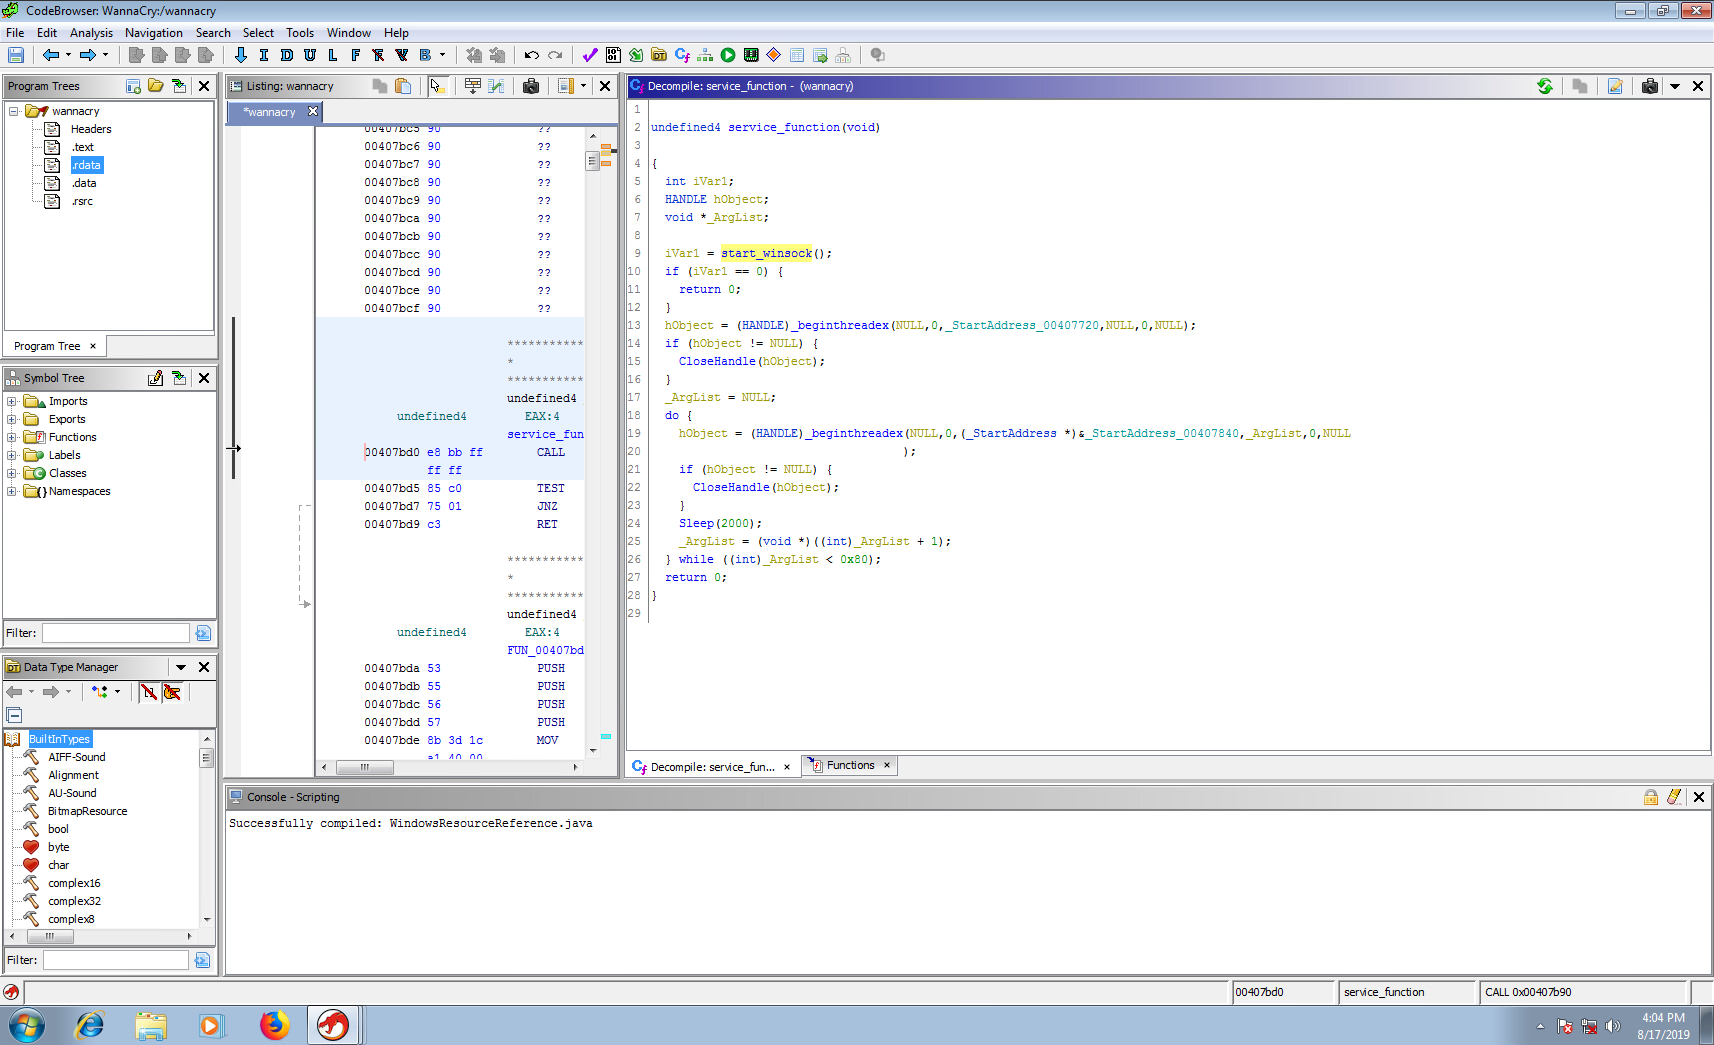 CodeBrowser: WannaCry:/wannacry
File Edit Analysis Navigation Search Select Tools Window Help
I D U L F B
Program Trees
wannacry
Headers
.text
.rdata
.data
.rsrc
Program Tree ×
Symbol Tree
Imports
Exports
Functions
Labels
Classes
Namespaces
Filter:
Data Type Manager
BuiltInTypes
AIFF-Sound
Alignment
AU-Sound
BitmapResource
bool
byte
char
complex16
complex32
complex8
Filter:
Listing: wannacry
*wannacry
00407bc5 90 ??
00407bc6 90 ??
00407bc7 90 ??
00407bc8 90 ??
00407bc9 90 ??
00407bca 90 ??
00407bcb 90 ??
00407bcc 90 ??
00407bcd 90 ??
00407bce 90 ??
00407bcf 90 ??
***********
*
***********
undefined4
undefined4 EAX:4
service_fun
00407bd0 e8 bb ff CALL
ff ff
00407bd5 85 c0 TEST
00407bd7 75 01 JNZ
00407bd9 c3 RET
***********
*
***********
undefined4
undefined4 EAX:4
FUN_00407bd
00407bda 53 PUSH
00407bdb 55 PUSH
00407bdc 56 PUSH
00407bdd 57 PUSH
00407bde 8b 3d 1c MOV
a1 40 00
Decompile: service_function - (wannacry)
1
2 undefined4 service_function(void)
3
4 {
5 int iVar1;
6 HANDLE hObject;
7 void *_ArgList;
8
9 iVar1 = start_winsock();
10 if (iVar1 == 0) {
11 return 0;
12 }
13 hObject = (HANDLE)_beginthreadex(NULL,0,_StartAddress_00407720,NULL,0,NULL);
14 if (hObject != NULL) {
15 CloseHandle(hObject);
16 }
17 _ArgList = NULL;
18 do {
19 hObject = (HANDLE)_beginthreadex(NULL,0,(_StartAddress *)&_StartAddress_00407840,_ArgList,0,NULL
20 );
21 if (hObject != NULL) {
22 CloseHandle(hObject);
23 }
24 Sleep(2000);
25 _ArgList = (void *)((int)_ArgList + 1);
26 } while ((int)_ArgList < 0x80);
27 return 0;
28 }
29
Decompile: service_fun... × Functions ×
Console - Scripting
Successfully compiled: WindowsResourceReference.java
00407bd0 service_function CALL 0x00407b90
4:04 PM
8/17/2019